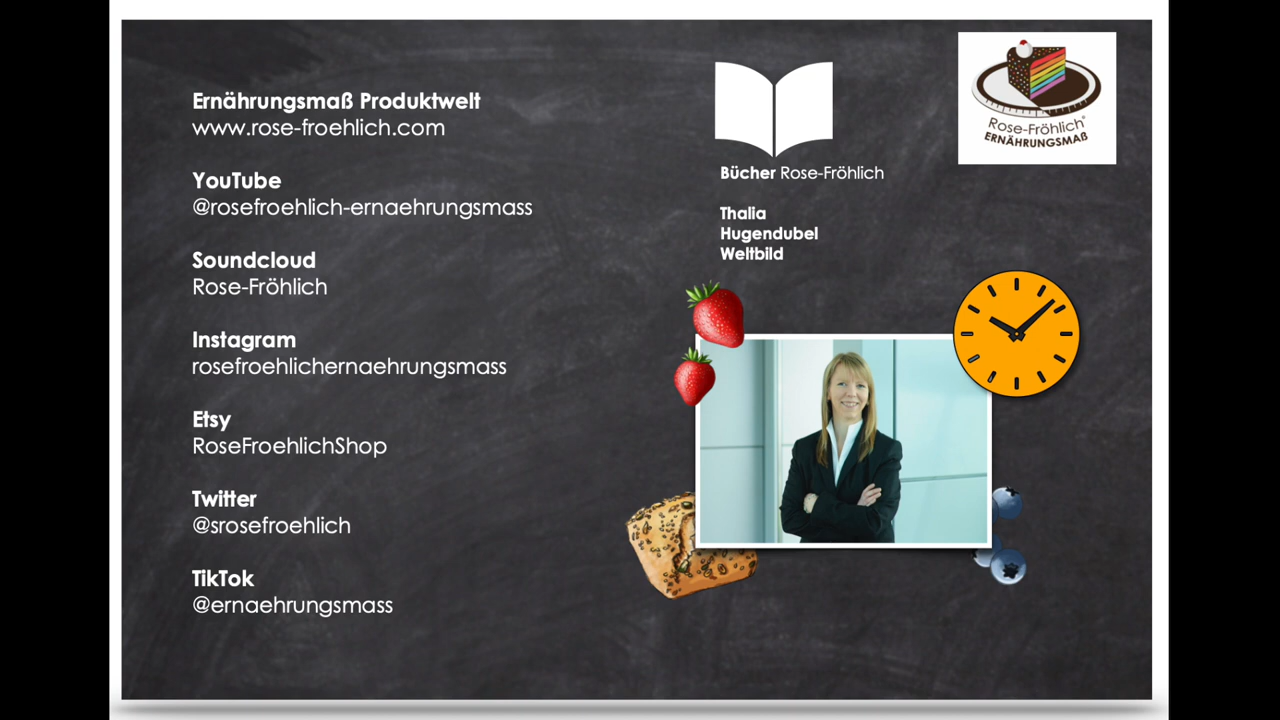 Ernährungsmaß Produktwelt
www.rose-froehlich.com
YouTube
@rosefroehlich-ernaehrungsmass
Soundcloud
Rose-Fröhlich
Instagram
rosefroehlichernaehrungsmass
Etsy
RoseFroehlichShop
Twitter
@srosefroehlich
TikTok
@ernaehrungsmass
Bücher Rose-Fröhlich
Thalia
Hugendubel
Weltbild
Rose-Fröhlich®
ERNÄHRUNGSMAß